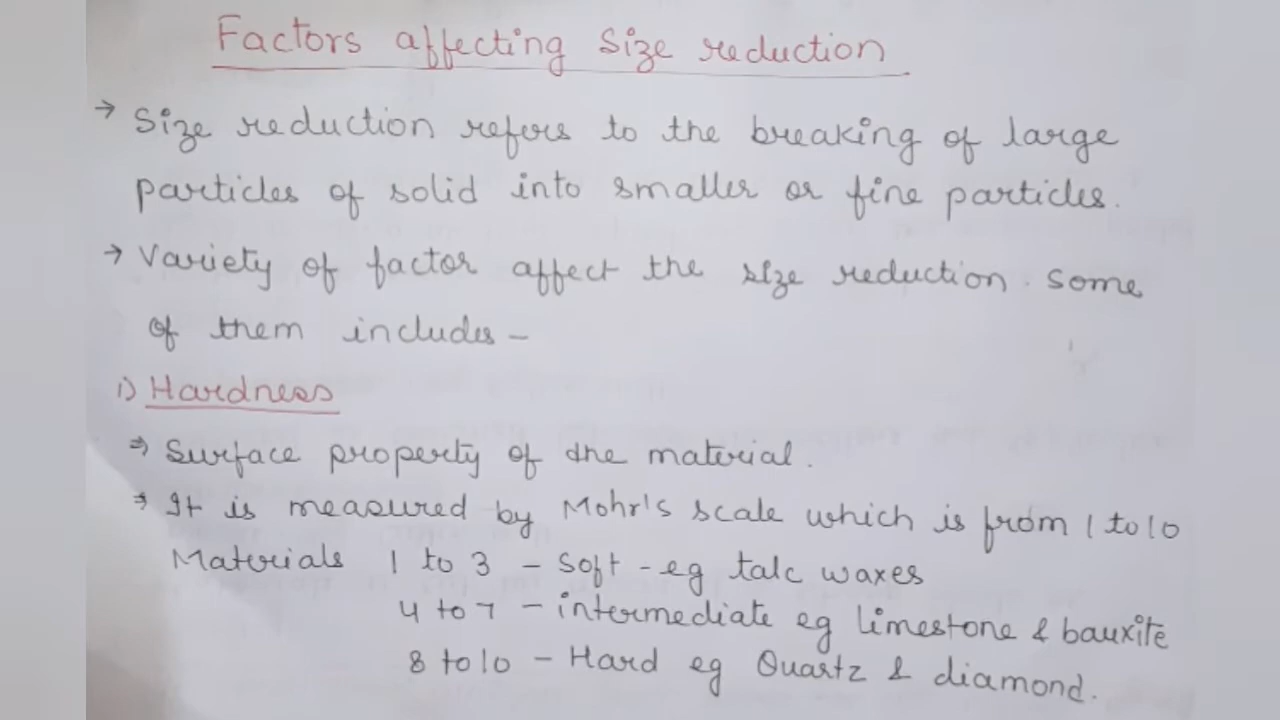 Factors affecting Size reduction
→ Size reduction refers to the breaking of large
particles of solid into smaller or fine particles.
→ Variety of factor affect the size reduction. Some
of them includes –
i) Hardness
⇒ Surface property of the material.
⇒ It is measured by Mohr's scale which is from 1 to 10
Materials 1 to 3 – Soft - eg talc waxes
4 to 7 – intermediate eg limestone & bauxite
8 to 10 – Hard eg Quartz & diamond.